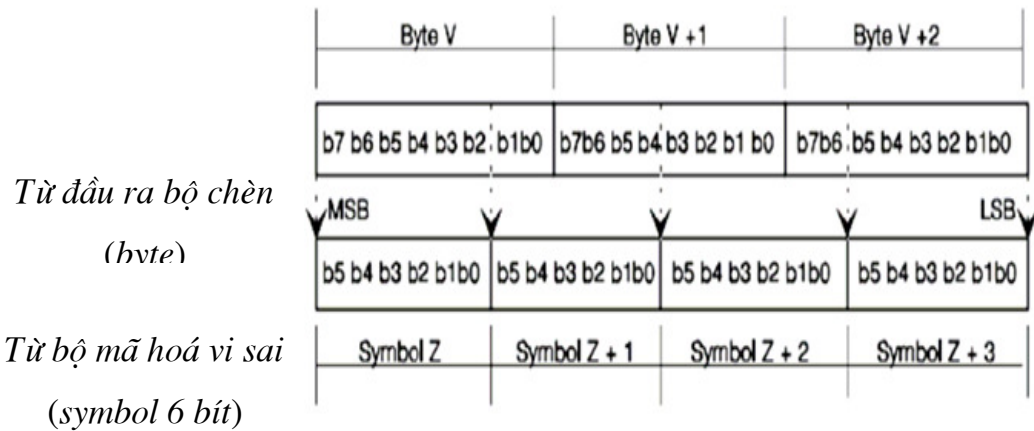 Byte V Byte V +1 Byte V +2
b7 b6 b5 b4 b3 b2 b1b0 b7b6 b5 b4 b3 b2 b1 b0 b7b6 b5 b4 b3 b2 b1b0
Từ đầu ra bộ chèn
(byte)
MSB LSB
b5 b4 b3 b2 b1b0 b5 b4 b3 b2 b1b0 b5 b4 b3 b2 b1b0 b5 b4 b3 b2 b1b0
Từ bộ mã hoá vi sai
(symbol 6 bít)
Symbol Z Symbol Z + 1 Symbol Z + 2 Symbol Z + 3